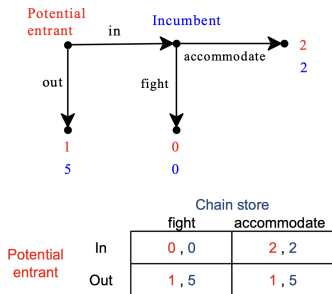 Potential
entrant
in
Incumbent
out
fight
accommodate
2
2
1
5
0
0
Chain store
fight accommodate
Potential
entrant
In 0 , 0 2 , 2
Out 1 , 5 1 , 5